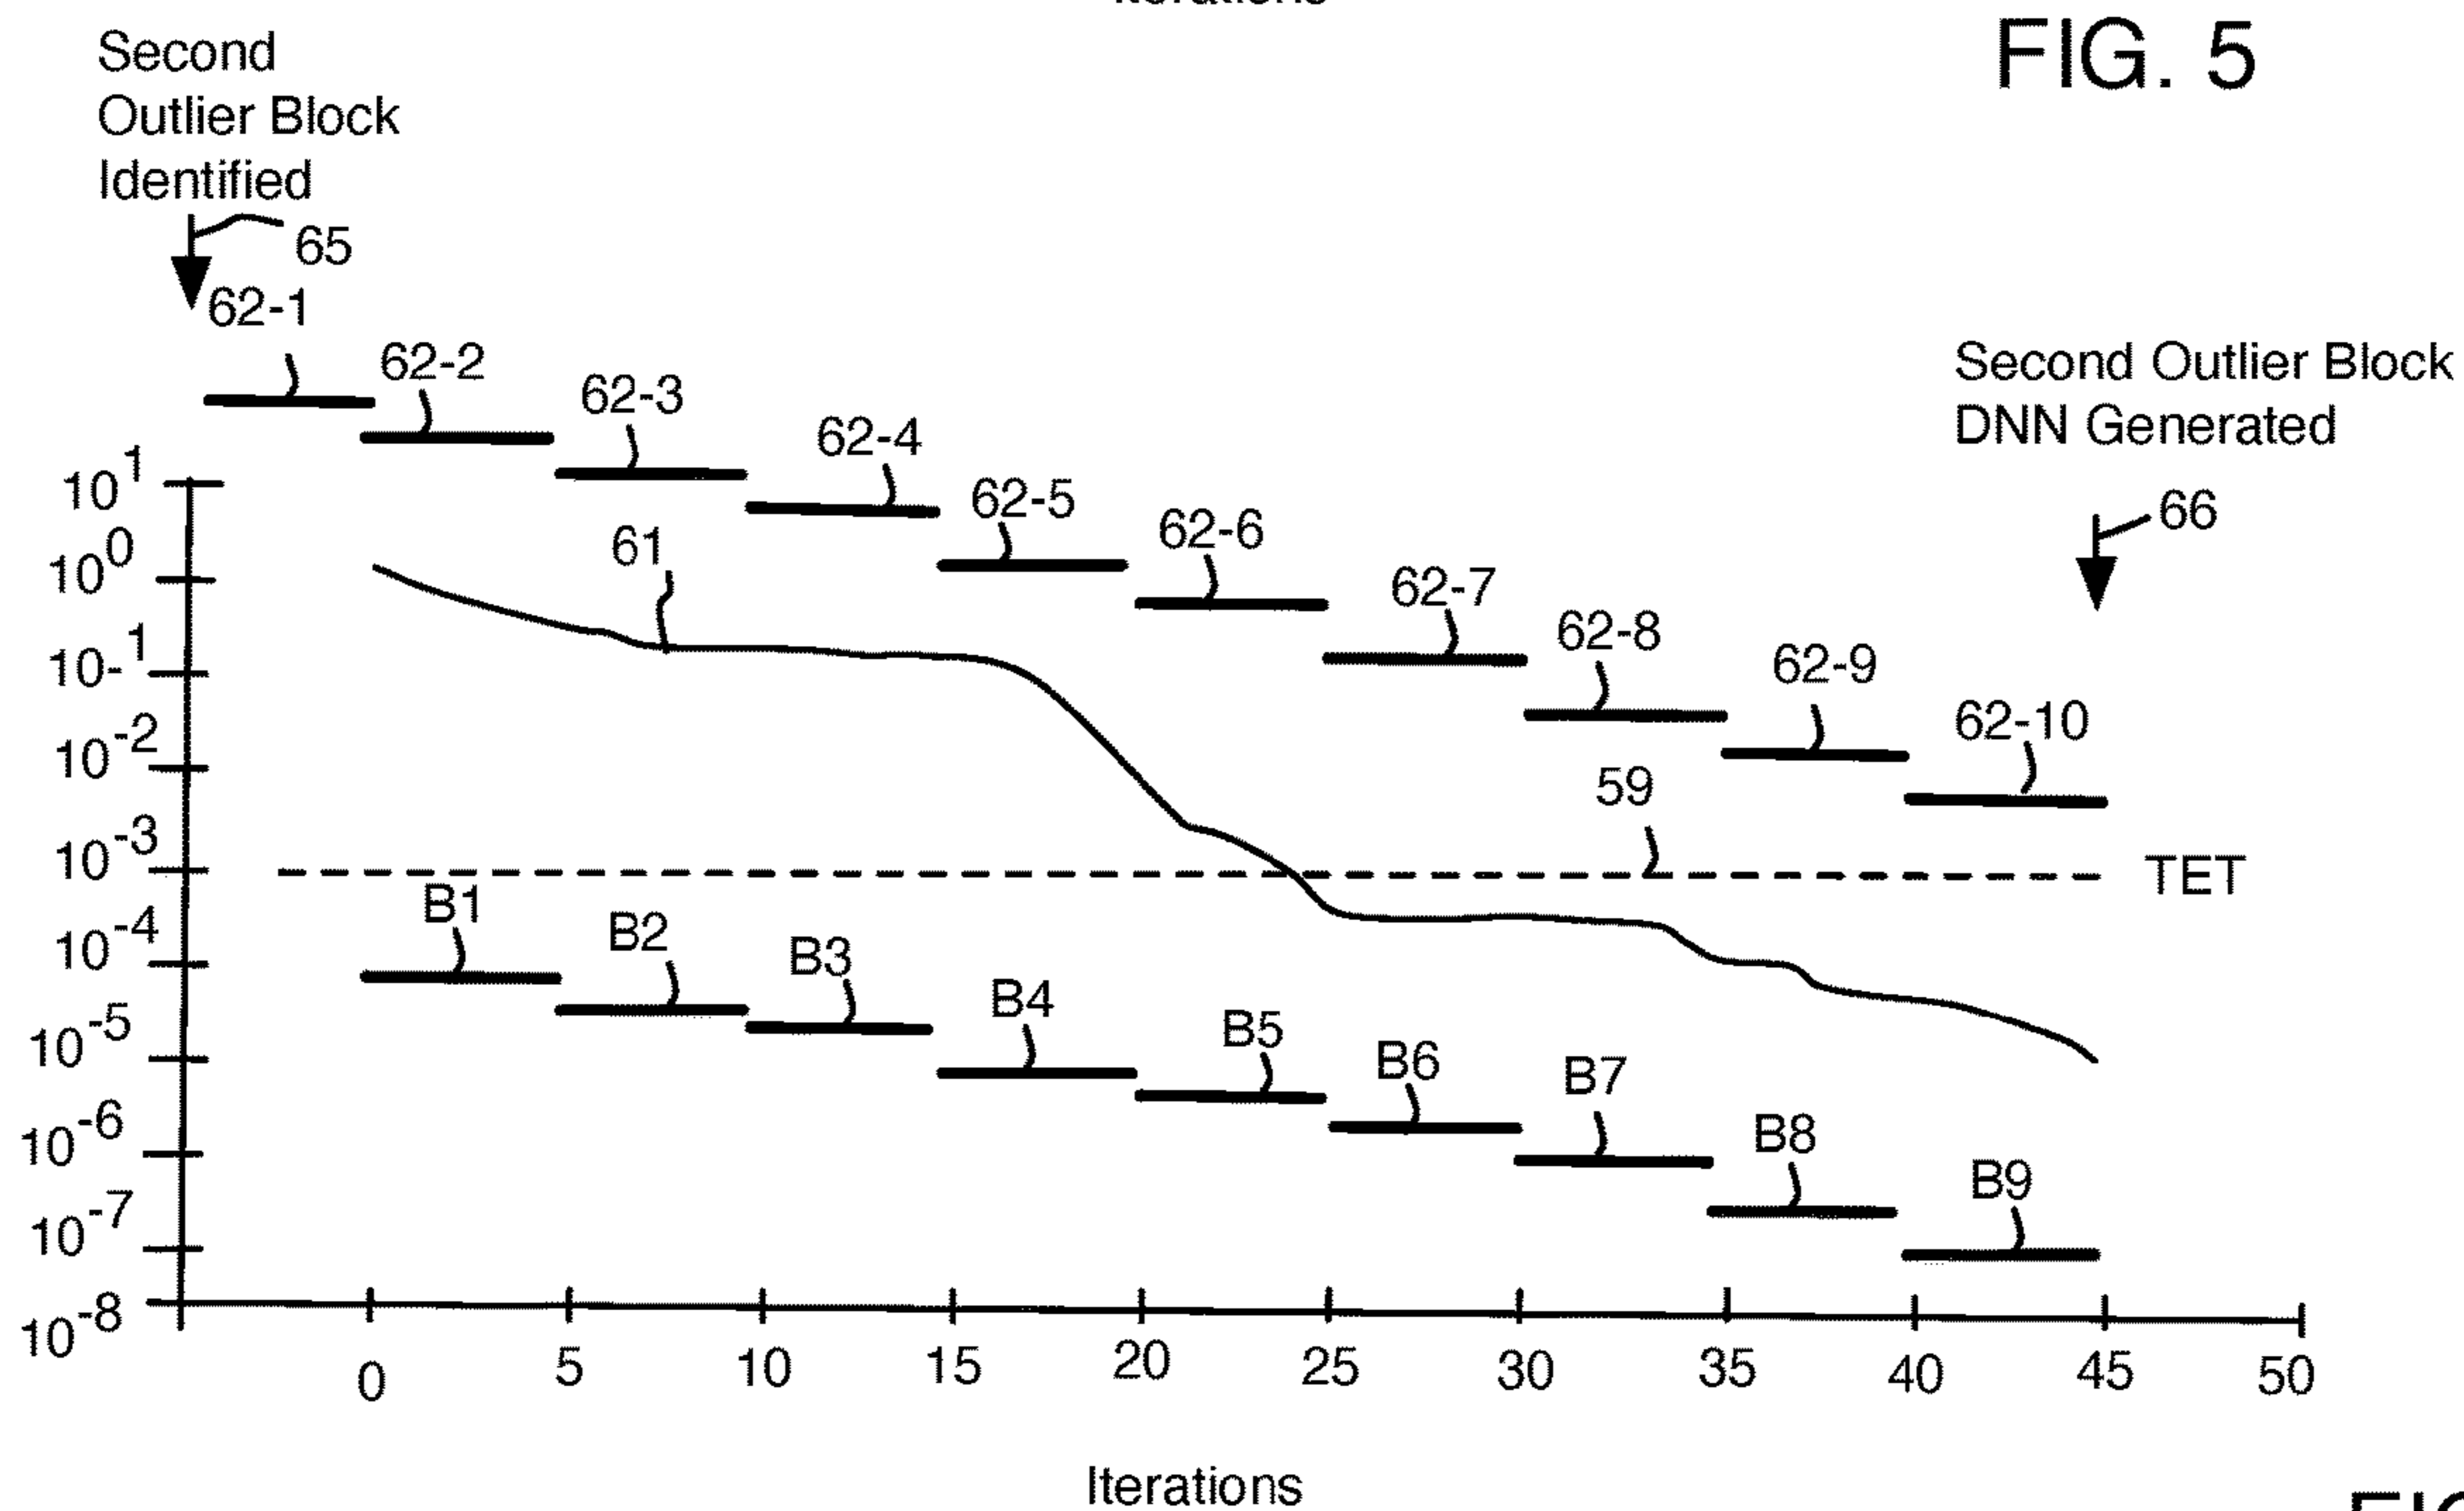 FIG. 5
Second
Outlier Block
Identified
65
62-1
62-2
62-3
62-4
62-5
62-6
62-7
62-8
62-9
62-10
Second Outlier Block
DNN Generated
66
61
59
TET
10^1
10^0
10-^1
10^-2
10^-3
10^-4
10^-5
10^-6
10^-7
10^-8
B1
B2
B3
B4
B5
B6
B7
B8
B9
0 5 10 15 20 25 30 35 40 45 50
Iterations